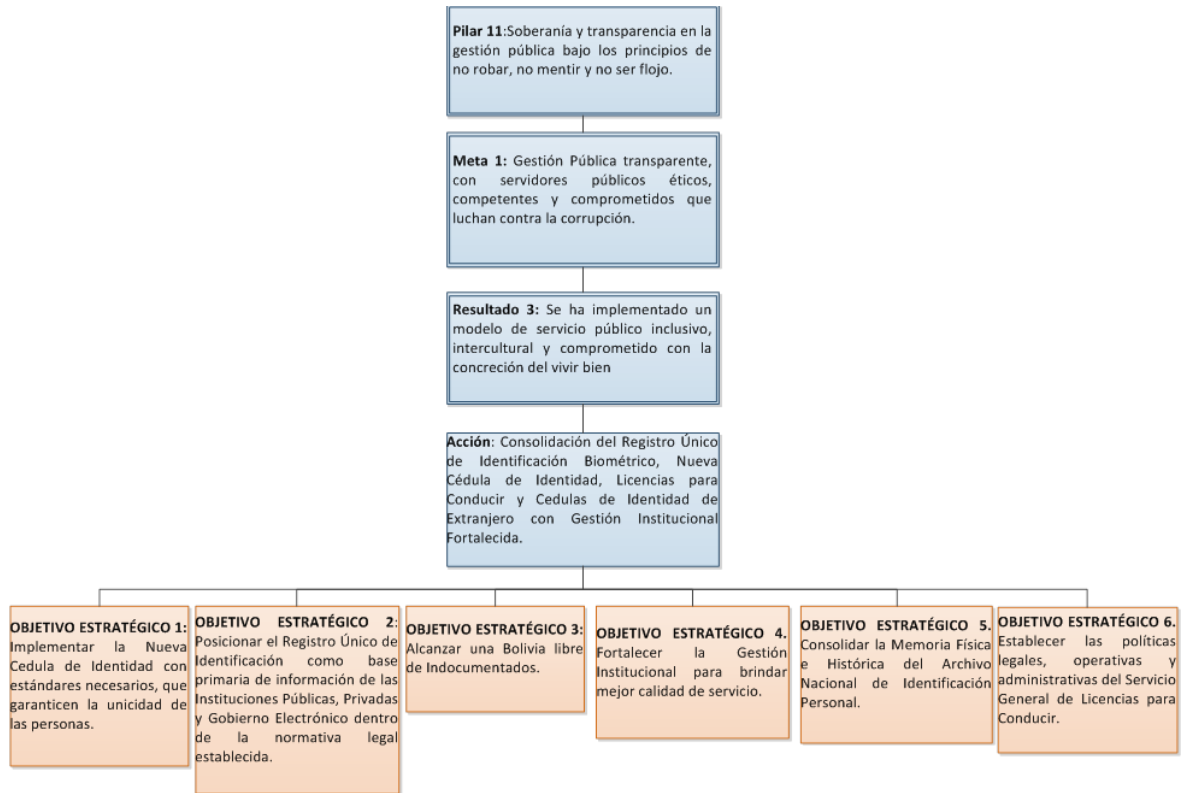 Pilar 11:Soberanía y transparencia en la
gestión pública bajo los principios de
no robar, no mentir y no ser flojo.
Meta 1: Gestión Pública transparente,
con servidores públicos éticos,
competentes y comprometidos que
luchan contra la corrupción.
Resultado 3: Se ha implementado un
modelo de servicio público inclusivo,
intercultural y comprometido con la
concreción del vivir bien
Acción: Consolidación del Registro Único
de Identificación Biométrico, Nueva
Cédula de Identidad, Licencias para
Conducir y Cedulas de Identidad de
Extranjero con Gestión Institucional
Fortalecida.
OBJETIVO ESTRATÉGICO 1:
Implementar la Nueva
Cedula de Identidad con
estándares necesarios, que
garanticen la unicidad de
las personas.
OBJETIVO ESTRATÉGICO 2:
Posicionar el Registro Único de
Identificación como base
primaria de información de las
Instituciones Públicas, Privadas
y Gobierno Electrónico dentro
de la normativa legal
establecida.
OBJETIVO ESTRATÉGICO 3:
Alcanzar una Bolivia libre
de Indocumentados.
OBJETIVO ESTRATÉGICO 4.
Fortalecer la Gestión
Institucional para brindar
mejor calidad de servicio.
OBJETIVO ESTRATÉGICO 5.
Consolidar la Memoria Física
e Histórica del Archivo
Nacional de Identificación
Personal.
OBJETIVO ESTRATÉGICO 6.
Establecer las políticas
legales, operativas y
administrativas del Servicio
General de Licencias para
Conducir.